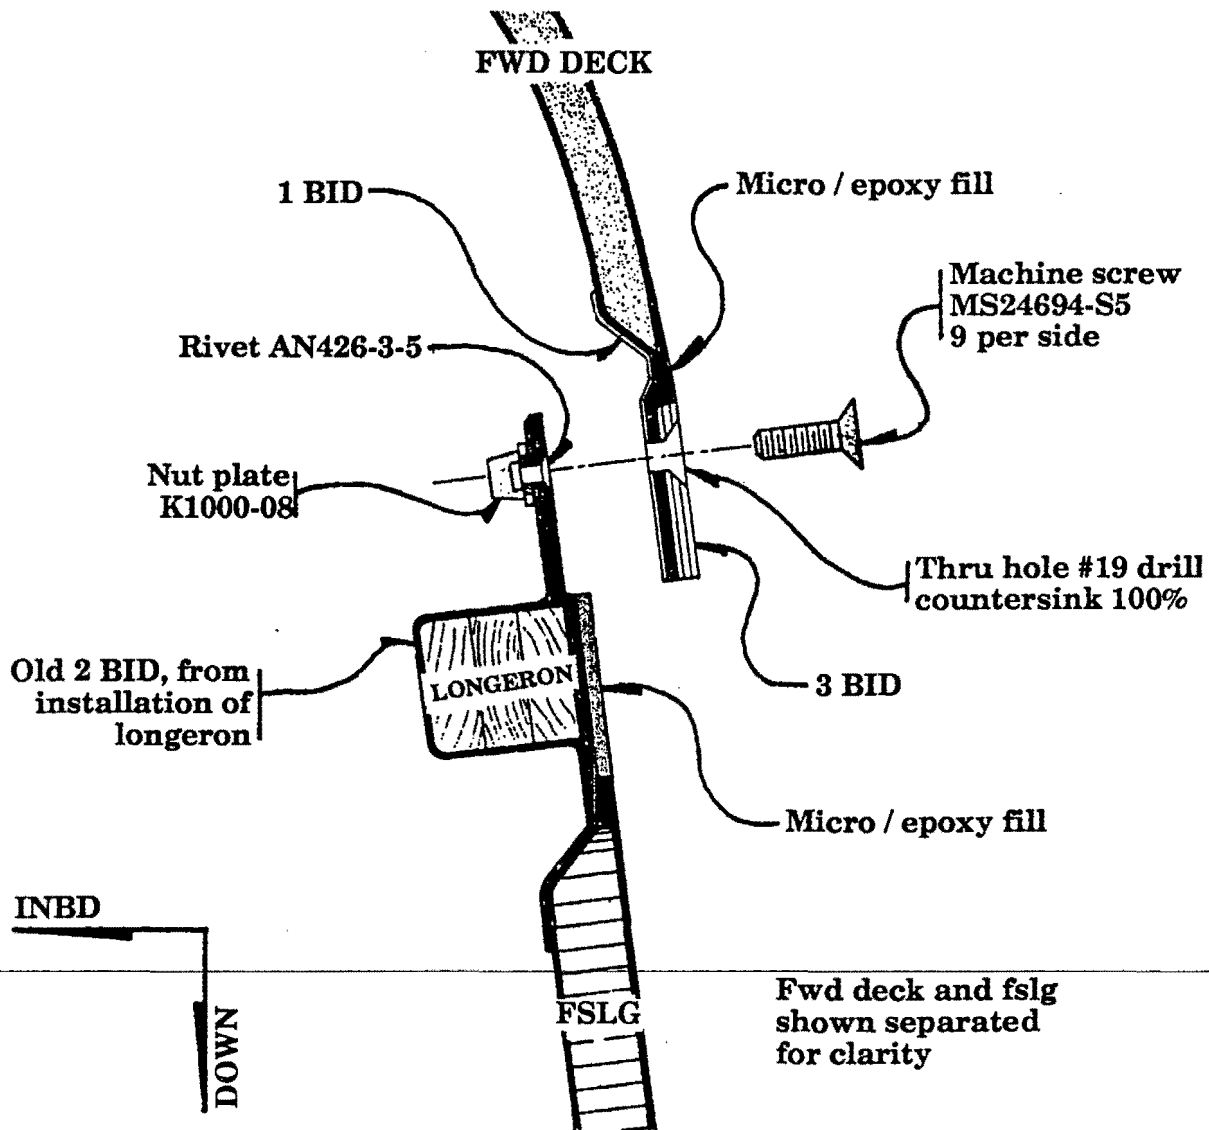 FWD DECK
1 BID
Micro / epoxy fill
Machine screw
MS24694-S5
9 per side
Rivet AN426-3-5
Nut plate
K1000-08
Thru hole #19 drill
countersink 100%
Old 2 BID, from
installation of
longeron
LONGERON
3 BID
Micro / epoxy fill
INBD
DOWN
FSLG
Fwd deck and fslg
shown separated
for clarity